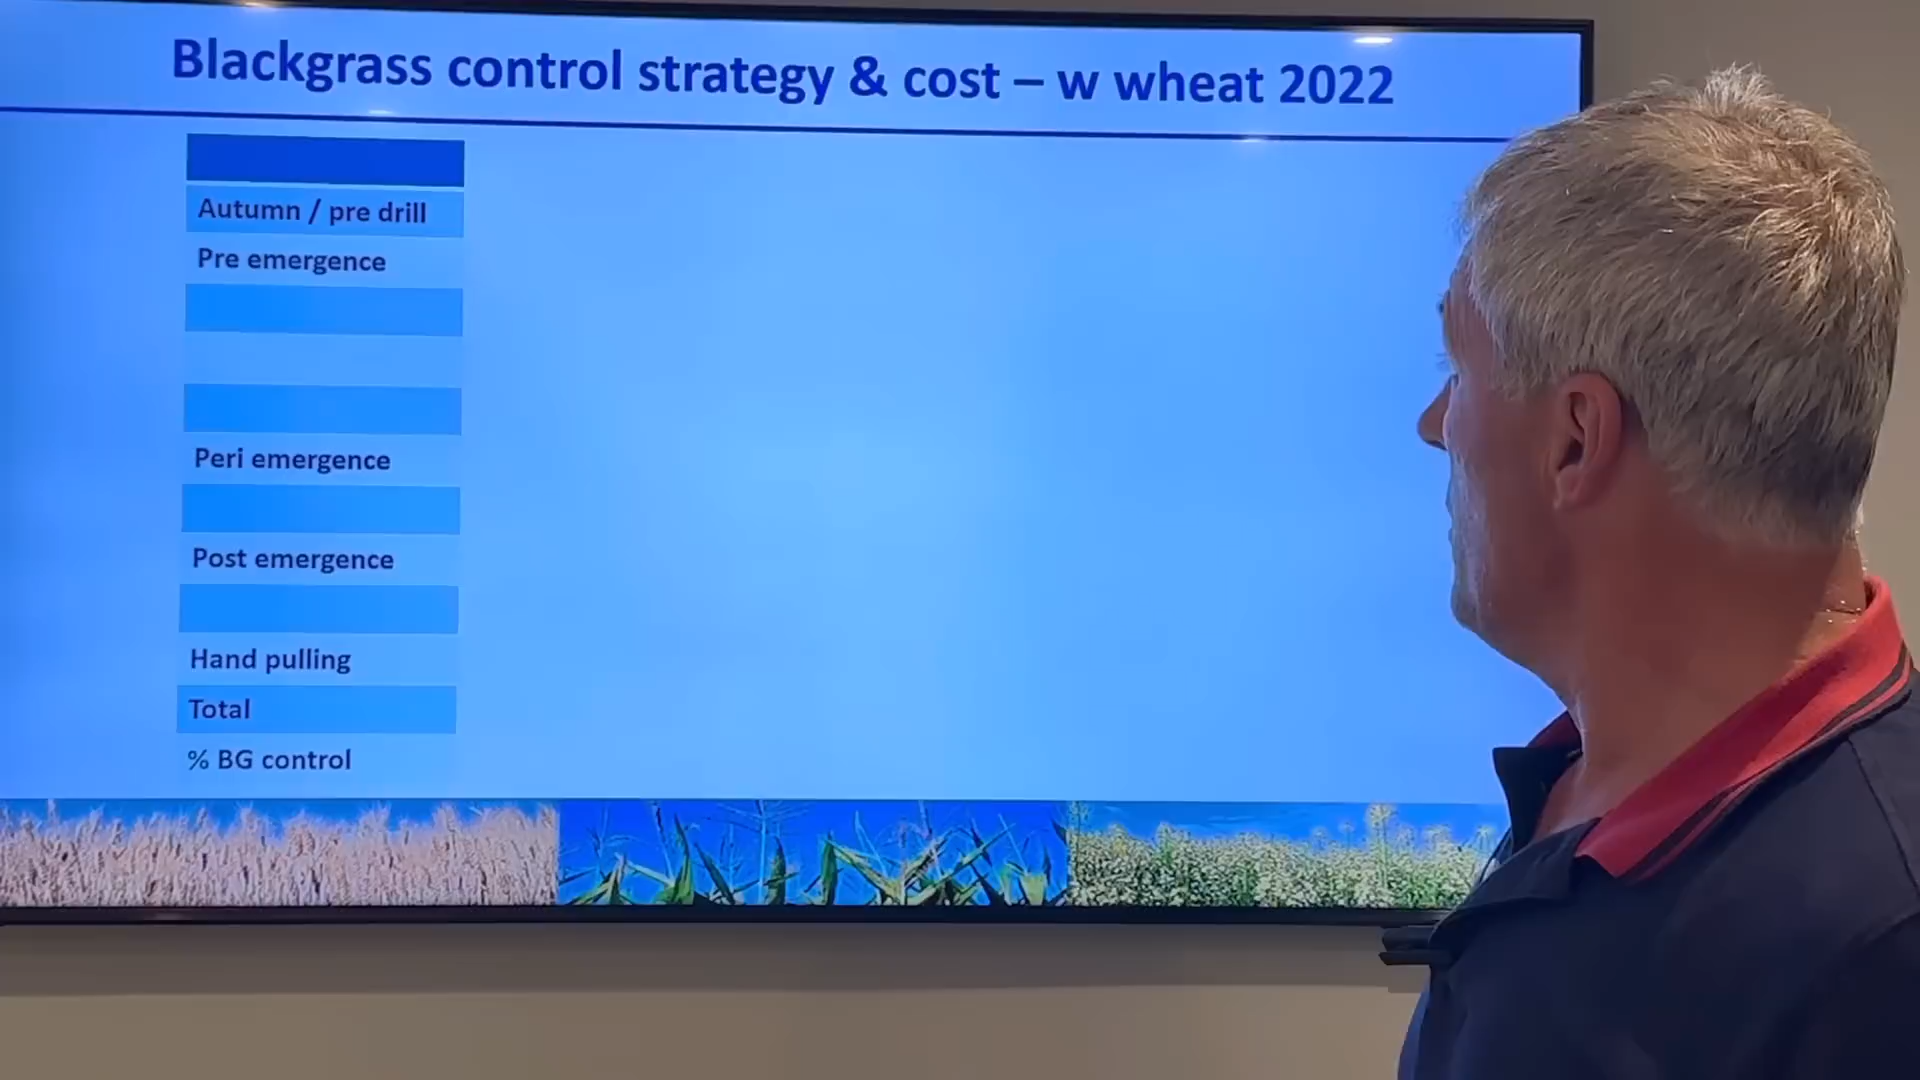 Blackgrass control strategy & cost – w wheat 2022
Autumn / pre drill
Pre emergence
Peri emergence
Post emergence
Hand pulling
Total
% BG control